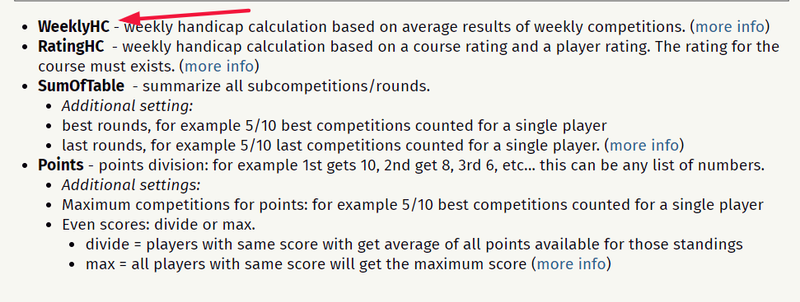 • WeeklyHC - weekly handicap calculation based on average results of weekly competitions. (more info)
• RatingHC - weekly handicap calculation based on a course rating and a player rating. The rating for the
course must exists. (more info)
• SumOfTable - summarize all subcompetitions/rounds.
• Additional setting:
• best rounds, for example 5/10 best competitions counted for a single player
• last rounds, for example 5/10 last competitions counted for a single player. (more info)
• Points - points division: for example 1st gets 10, 2nd get 8, 3rd 6, etc... this can be any list of numbers.
• Additional settings:
• Maximum competitions for points: for example 5/10 best competitions counted for a single player
• Even scores: divide or max.
• divide = players with same score with get average of all points available for those standings
• max = all players with same score will get the maximum score (more info)